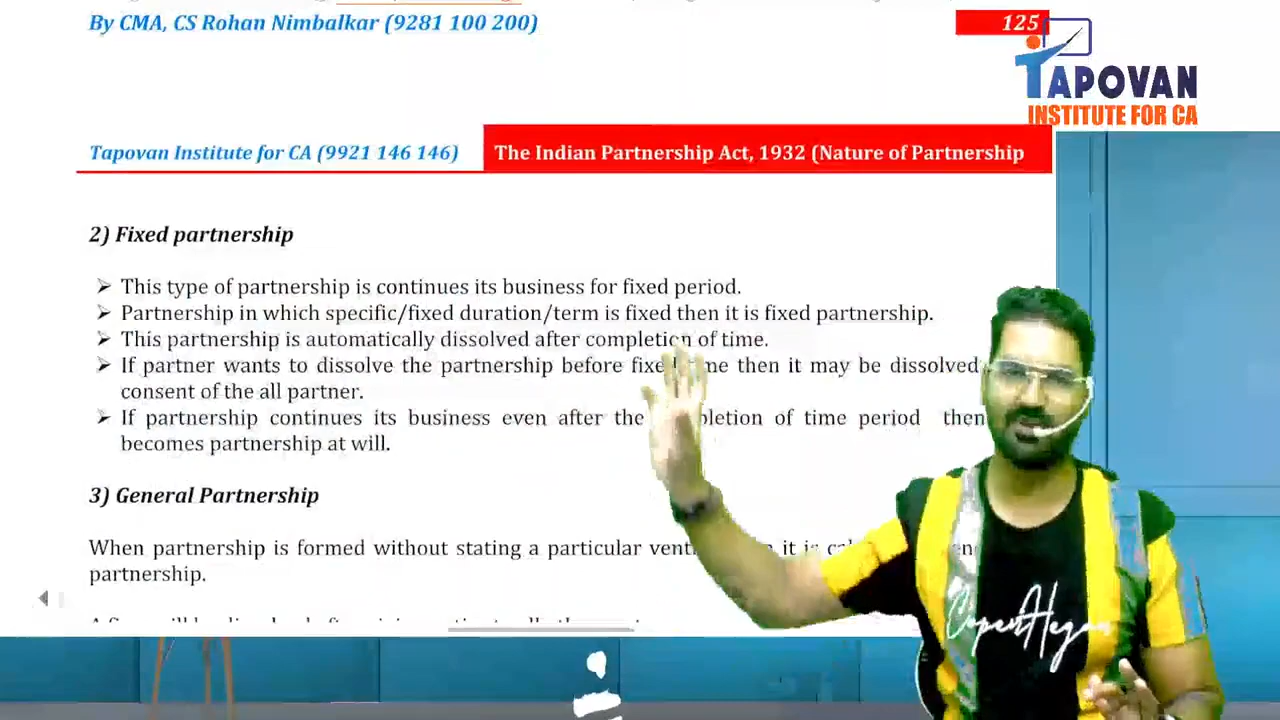 By CMA, CS Rohan Nimbalkar (9281 100 200)
125
TAPOVAN
INSTITUTE FOR CA
Tapovan Institute for CA (9921 146 146)
The Indian Partnership Act, 1932 (Nature of Partnership
2) Fixed partnership
➢ This type of partnership is continues its business for fixed period.
➢ Partnership in which specific/fixed duration/term is fixed then it is fixed partnership.
➢ This partnership is automatically dissolved after completion of time.
➢ If partner wants to dissolve the partnership before then it may be dissolved
consent of the all partner.
➢ If partnership continues its business even after the of time period then
becomes partnership at will.
3) General Partnership
When partnership is formed without stating a particular it is
partnership.
CopenHegan